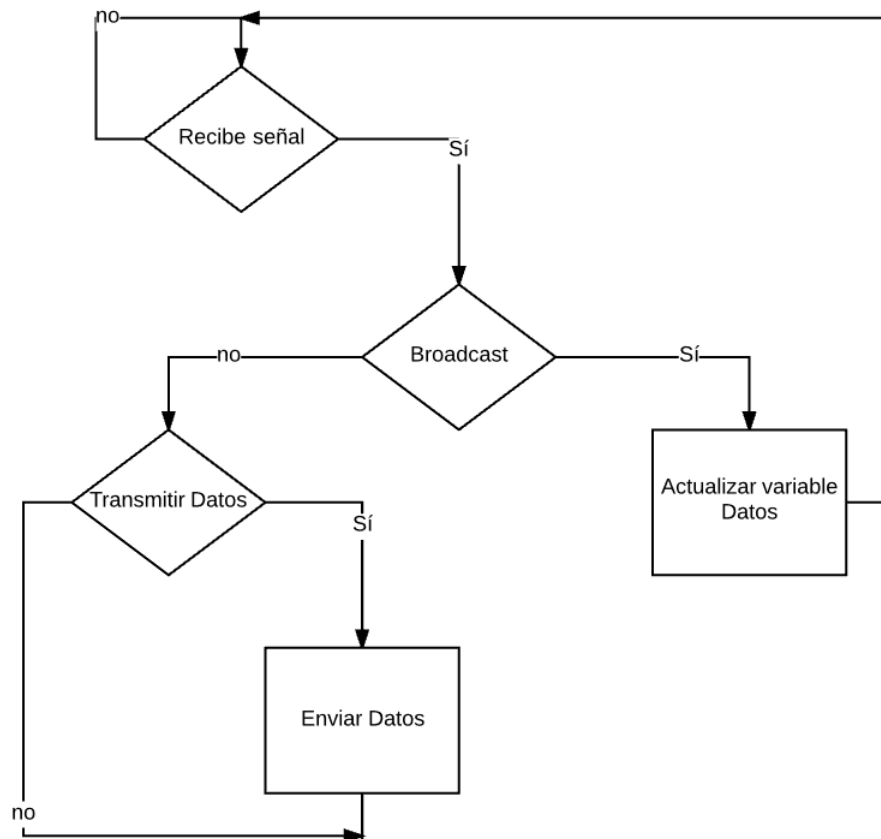 no
Recibe señal
Sí
Broadcast
no
Sí
Transmitir Datos
Sí
Actualizar variable
Datos
Enviar Datos
no